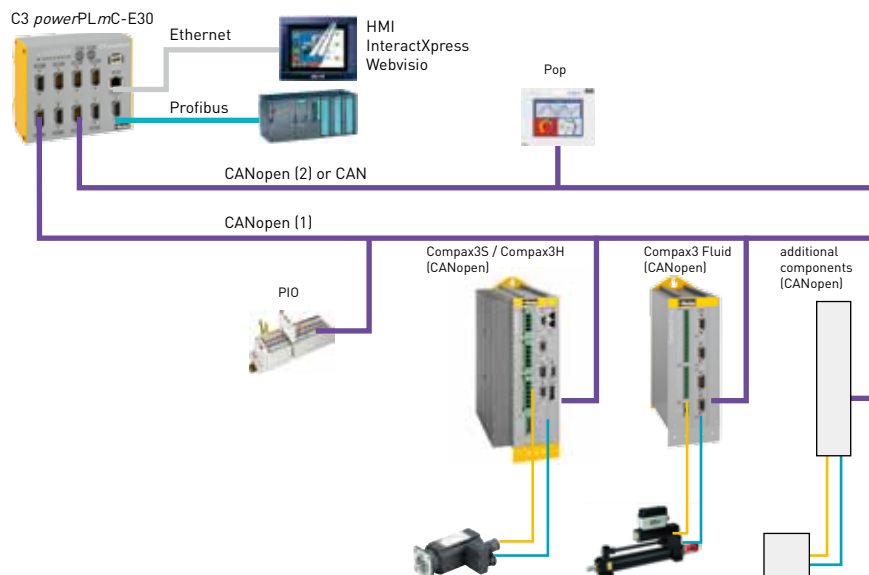 C3 powerPLmC-E30
Ethernet
HMI
InteractXpress
Webvisio
Profibus
Pop
CANopen (2) or CAN
CANopen (1)
PIO
Compax3S / Compax3H
(CANopen)
Compax3 Fluid
(CANopen)
additional
components
(CANopen)